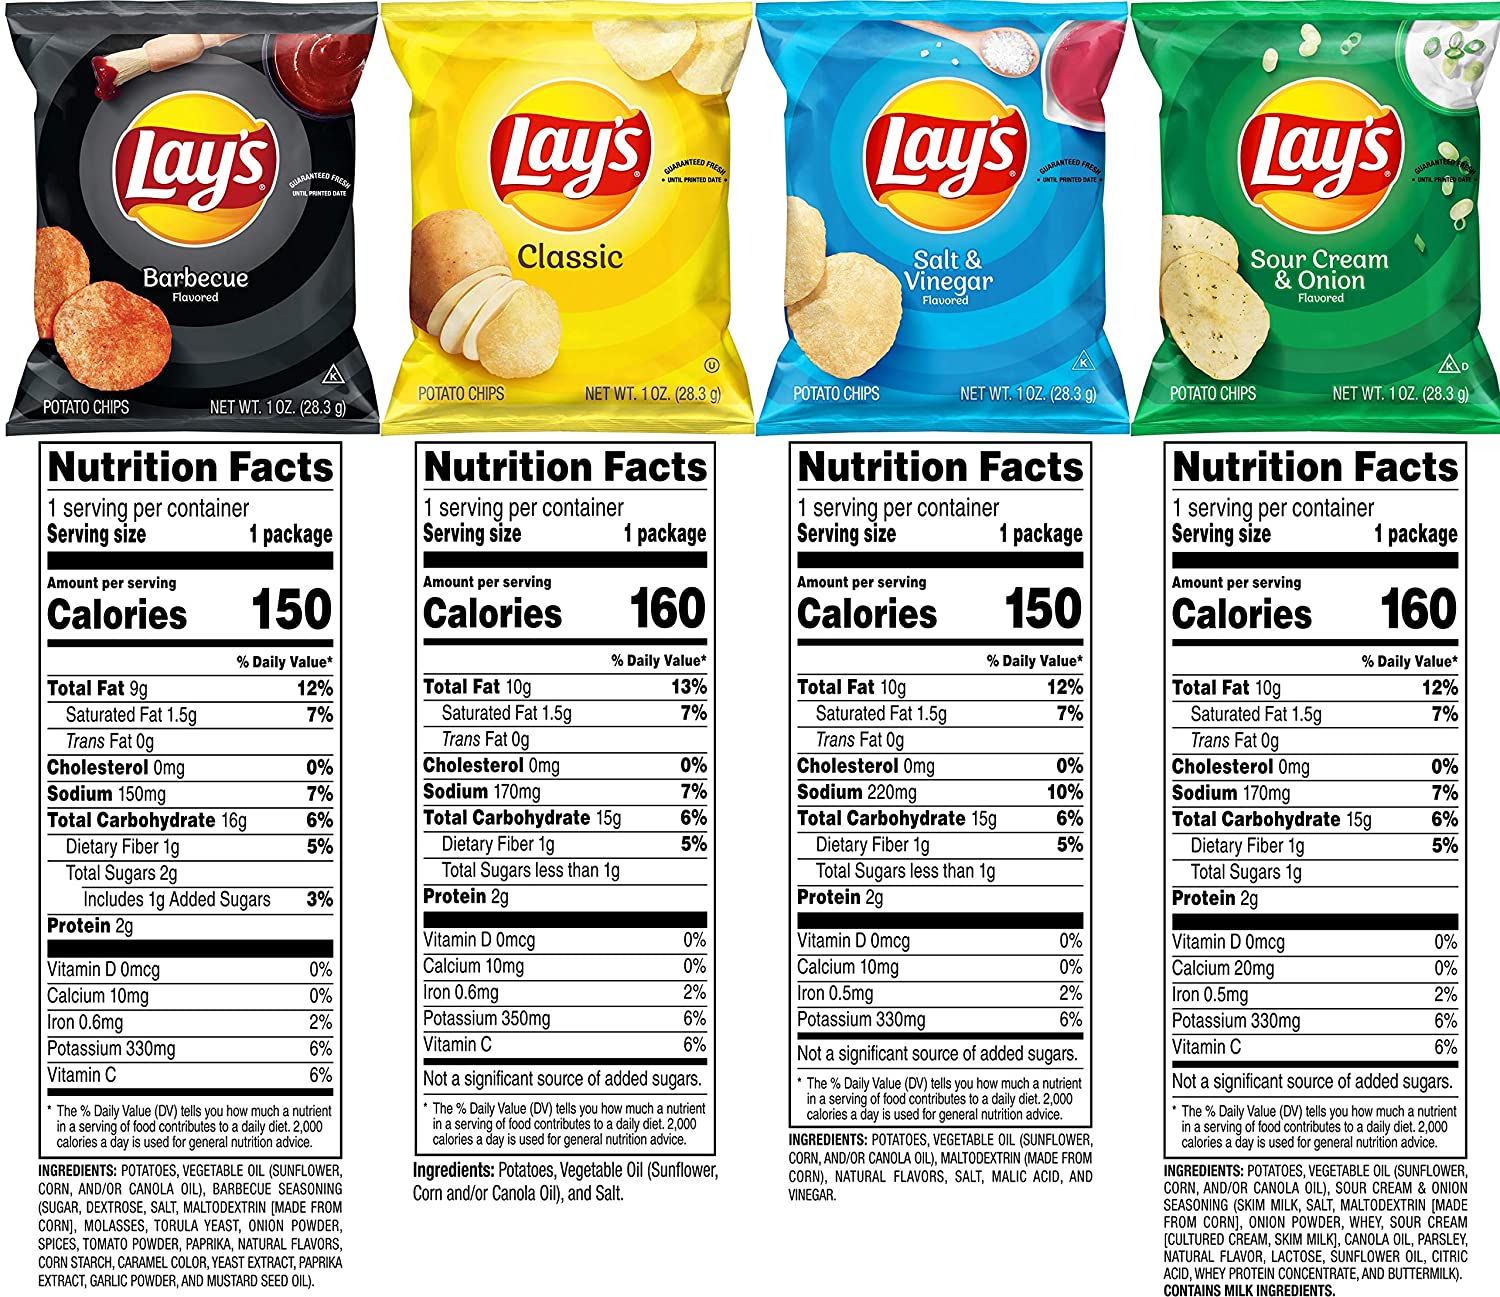 Lay's
GUARANTEED FRESH
• UNTIL PRINTED DATE •
Barbecue
Flavored
K
POTATO CHIPS NET WT. 1 OZ. (28.3 g)
Nutrition Facts
1 serving per container
Serving size 1 package
Amount per serving
Calories 150
% Daily Value*
Total Fat 9g 12%
Saturated Fat 1.5g 7%
Trans Fat 0g
Cholesterol 0mg 0%
Sodium 150mg 7%
Total Carbohydrate 16g 6%
Dietary Fiber 1g 5%
Total Sugars 2g
Includes 1g Added Sugars 3%
Protein 2g
Vitamin D 0mcg 0%
Calcium 10mg 0%
Iron 0.6mg 2%
Potassium 330mg 6%
Vitamin C 6%
* The % Daily Value (DV) tells you how much a nutrient
in a serving of food contributes to a daily diet. 2,000
calories a day is used for general nutrition advice.
INGREDIENTS: POTATOES, VEGETABLE OIL (SUNFLOWER,
CORN, AND/OR CANOLA OIL), BARBECUE SEASONING
(SUGAR, DEXTROSE, SALT, MALTODEXTRIN [MADE FROM
CORN], MOLASSES, TORULA YEAST, ONION POWDER,
SPICES, TOMATO POWDER, PAPRIKA, NATURAL FLAVORS,
CORN STARCH, CARAMEL COLOR, YEAST EXTRACT, PAPRIKA
EXTRACT, GARLIC POWDER, AND MUSTARD SEED OIL).
Lay's
GUARANTEED FRESH
• UNTIL PRINTED DATE •
Classic
U
POTATO CHIPS NET WT. 1 OZ. (28.3 g)
Nutrition Facts
1 serving per container
Serving size 1 package
Amount per serving
Calories 160
% Daily Value*
Total Fat 10g 13%
Saturated Fat 1.5g 7%
Trans Fat 0g
Cholesterol 0mg 0%
Sodium 170mg 7%
Total Carbohydrate 15g 6%
Dietary Fiber 1g 5%
Total Sugars less than 1g
Protein 2g
Vitamin D 0mcg 0%
Calcium 10mg 0%
Iron 0.6mg 2%
Potassium 350mg 6%
Vitamin C 6%
Not a significant source of added sugars.
* The % Daily Value (DV) tells you how much a nutrient
in a serving of food contributes to a daily diet. 2,000
calories a day is used for general nutrition advice.
Ingredients: Potatoes, Vegetable Oil (Sunflower,
Corn and/or Canola Oil), and Salt.
Lay's
GUARANTEED FRESH
• UNTIL PRINTED DATE •
Salt &
Vinegar
Flavored
K
POTATO CHIPS NET WT. 1 OZ. (28.3 g)
Nutrition Facts
1 serving per container
Serving size 1 package
Amount per serving
Calories 150
% Daily Value*
Total Fat 10g 12%
Saturated Fat 1.5g 7%
Trans Fat 0g
Cholesterol 0mg 0%
Sodium 220mg 10%
Total Carbohydrate 15g 6%
Dietary Fiber 1g 5%
Total Sugars less than 1g
Protein 2g
Vitamin D 0mcg 0%
Calcium 10mg 0%
Iron 0.5mg 2%
Potassium 330mg 6%
Not a significant source of added sugars.
* The % Daily Value (DV) tells you how much a nutrient
in a serving of food contributes to a daily diet. 2,000
calories a day is used for general nutrition advice.
INGREDIENTS: POTATOES, VEGETABLE OIL (SUNFLOWER,
CORN, AND/OR CANOLA OIL), MALTODEXTRIN (MADE FROM
CORN), NATURAL FLAVORS, SALT, MALIC ACID, AND
VINEGAR.
Lay's
GUARANTEED FRESH
• UNTIL PRINTED DATE •
Sour Cream
& Onion
Flavored
K D
POTATO CHIPS NET WT. 1 OZ. (28.3 g)
Nutrition Facts
1 serving per container
Serving size 1 package
Amount per serving
Calories 160
% Daily Value*
Total Fat 10g 12%
Saturated Fat 1.5g 7%
Trans Fat 0g
Cholesterol 0mg 0%
Sodium 170mg 7%
Total Carbohydrate 15g 6%
Dietary Fiber 1g 5%
Total Sugars 1g
Protein 2g
Vitamin D 0mcg 0%
Calcium 20mg 0%
Iron 0.5mg 2%
Potassium 330mg 6%
Vitamin C 6%
Not a significant source of added sugars.
* The % Daily Value (DV) tells you how much a nutrient
in a serving of food contributes to a daily diet. 2,000
calories a day is used for general nutrition advice.
INGREDIENTS: POTATOES, VEGETABLE OIL (SUNFLOWER,
CORN, AND/OR CANOLA OIL), SOUR CREAM & ONION
SEASONING (SKIM MILK, SALT, MALTODEXTRIN [MADE
FROM CORN], ONION POWDER, WHEY, SOUR CREAM
[CULTURED CREAM, SKIM MILK], CANOLA OIL, PARSLEY,
NATURAL FLAVOR, LACTOSE, SUNFLOWER OIL, CITRIC
ACID, WHEY PROTEIN CONCENTRATE, AND BUTTERMILK).
CONTAINS MILK INGREDIENTS.